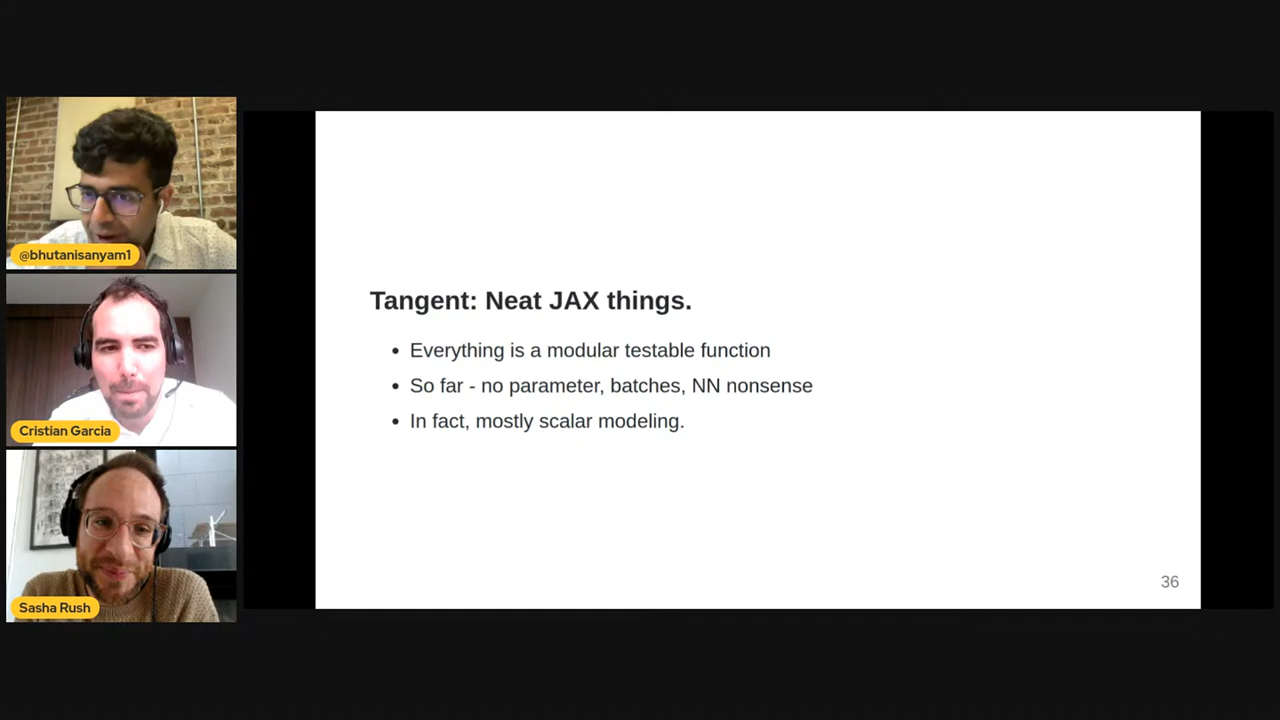 @bhutanisanyam1
Cristian Garcia
Sasha Rush
Tangent: Neat JAX things.
• Everything is a modular testable function
• So far - no parameter, batches, NN nonsense
• In fact, mostly scalar modeling.
36